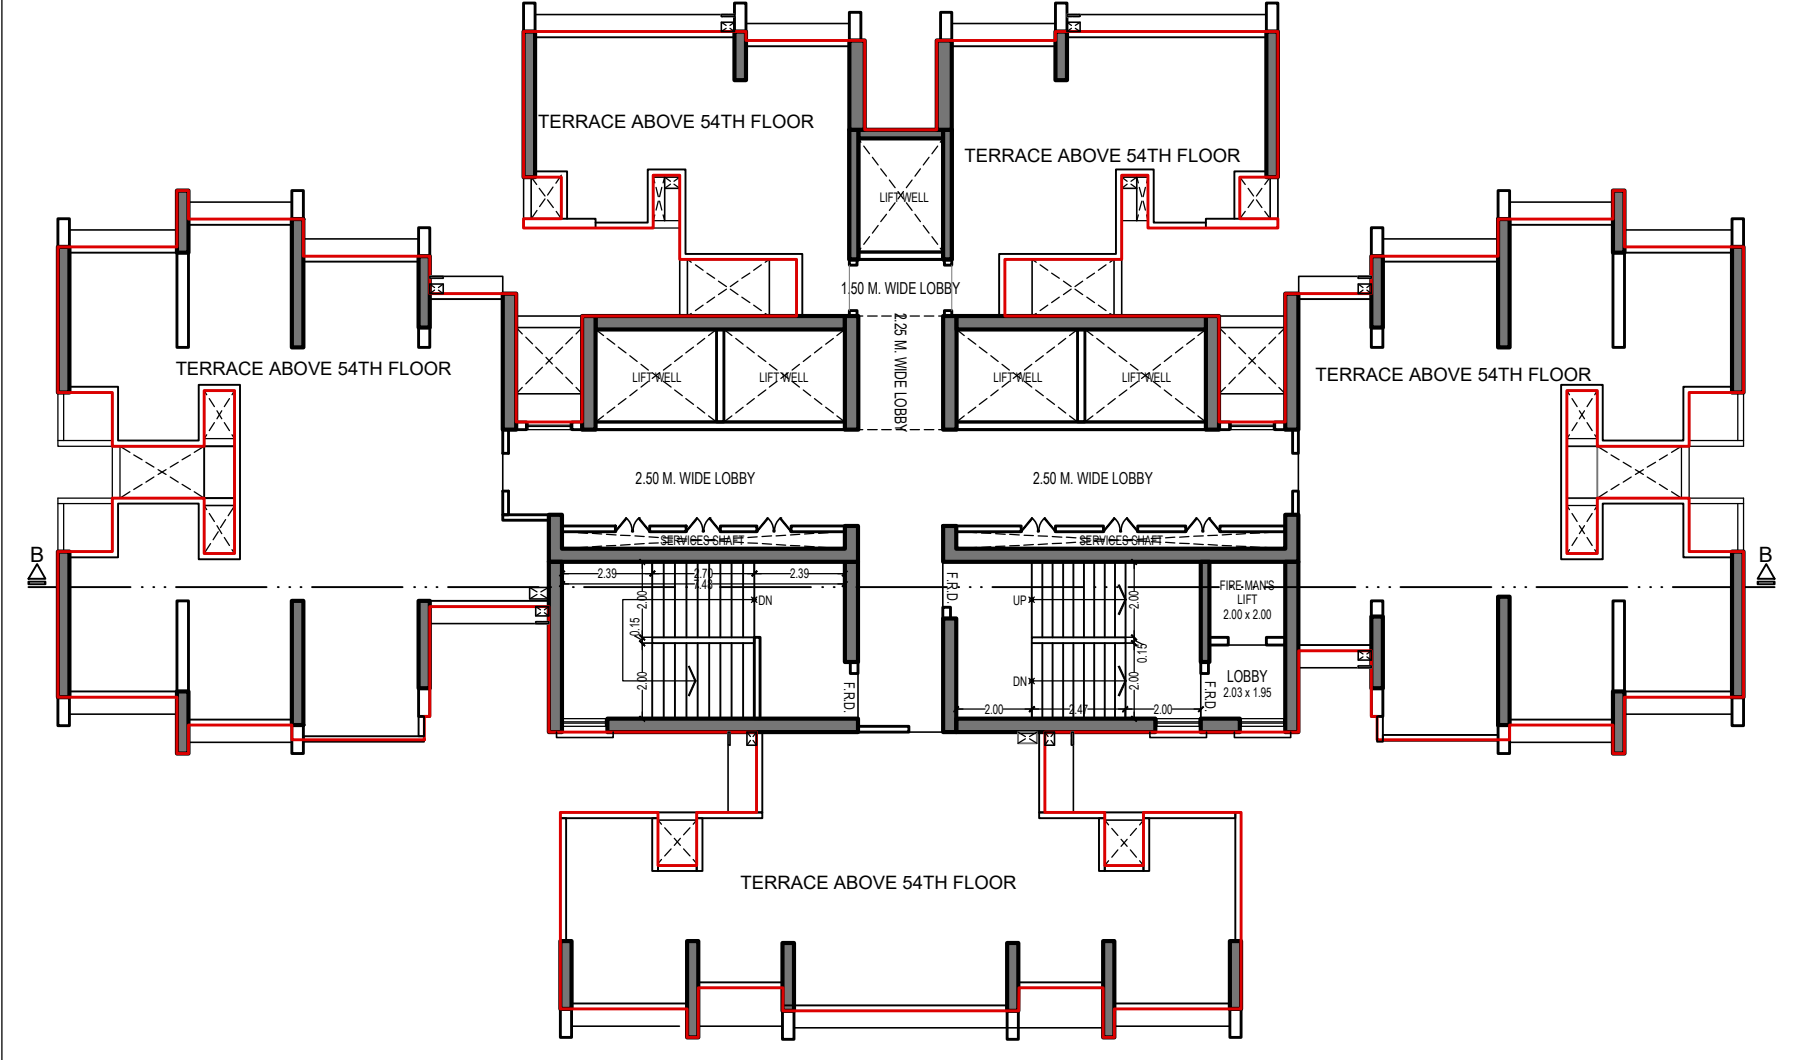 TERRACE ABOVE 54TH FLOOR
TERRACE ABOVE 54TH FLOOR
LIFT WELL
1.50 M. WIDE LOBBY
2.25 M. WIDE LOBBY
TERRACE ABOVE 54TH FLOOR
LIFT WELL
LIFT WELL
LIFT WELL
LIFT WELL
TERRACE ABOVE 54TH FLOOR
2.50 M. WIDE LOBBY
2.50 M. WIDE LOBBY
SERVICES SHAFT
SERVICES SHAFT
B
B
2.39
2.70
2.39
7.48
2.00
0.15
2.00
DN
F.R.D.
F.R.D.
UP
DN
2.00
0.15
2.00
2.00
2.47
2.00
F.R.D.
FIRE-MAN'S
LIFT
2.00 x 2.00
LOBBY
2.03 x 1.95
TERRACE ABOVE 54TH FLOOR